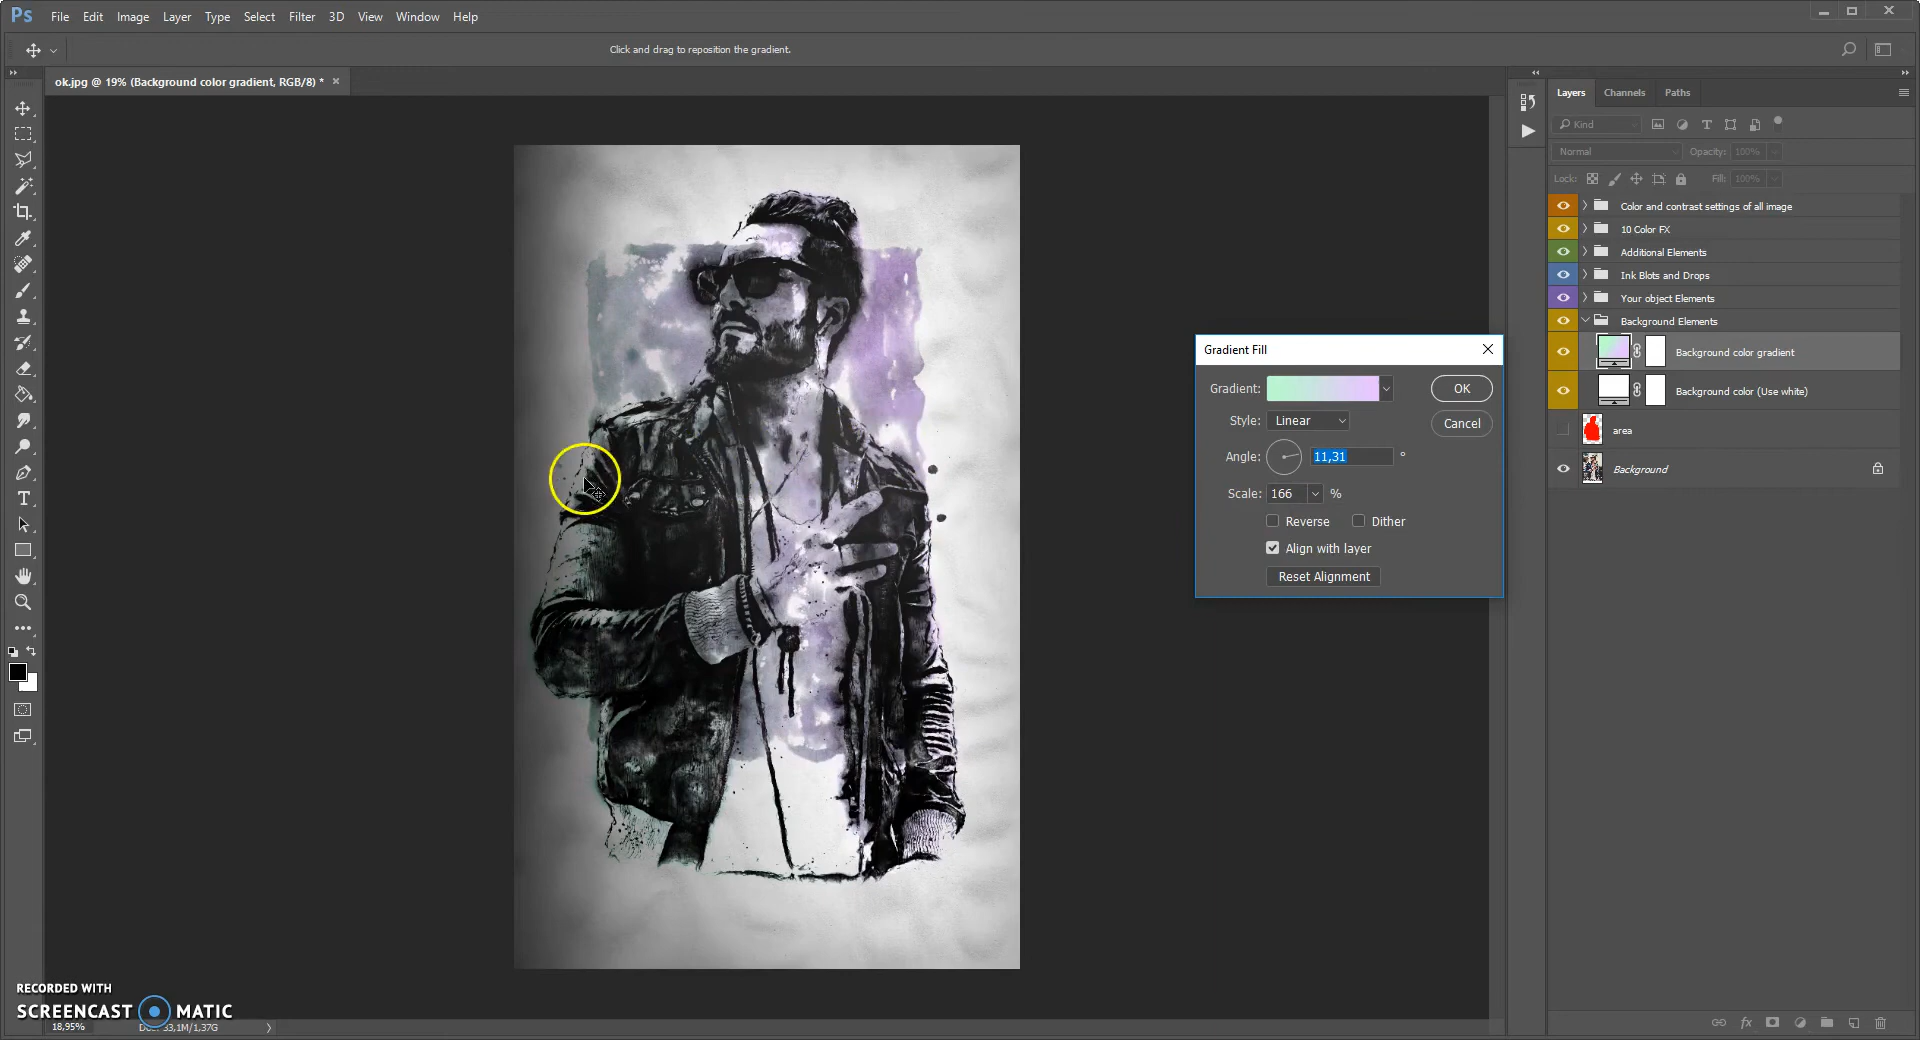 Ps File Edit Image Layer Type Select Filter 3D View Window Help
Click and drag to reposition the gradient.
ok.jpg @ 19% (Background color gradient, RGB/8) *
Layers Channels Paths
Kind
Normal Opacity: 100%
Lock: Fill: 100%
Color and contrast settings of all image
10 Color FX
Additional Elements
Ink Blots and Drops
Your object Elements
Background Elements
Background color gradient
Background color (Use white)
area
Background
Gradient Fill
Gradient: OK
Style: Linear Cancel
Angle: 11,31 °
Scale: 166 %
Reverse Dither
Align with layer
Reset Alignment
RECORDED WITH
SCREENCAST MATIC
18,95% 33,1M/1,37G